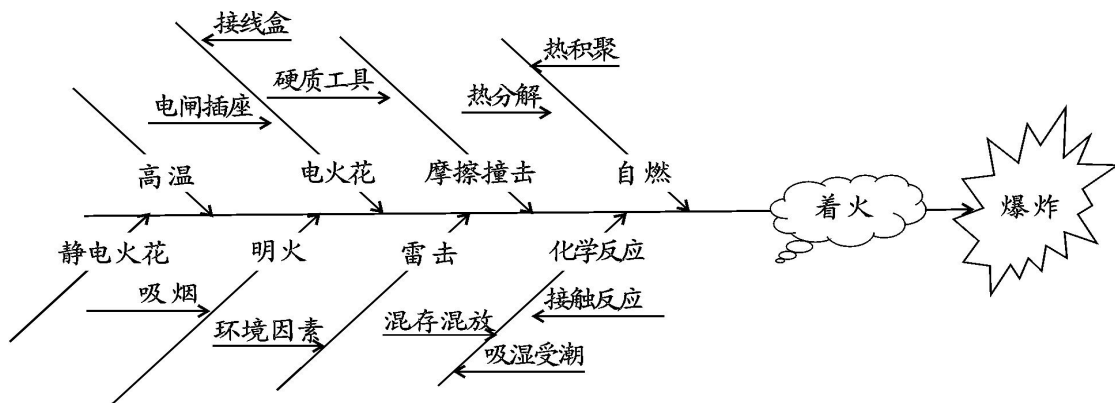 接线盒
热积聚
硬质工具
热分解
电闸插座
高温
电火花
摩擦撞击
自燃
着火
爆炸
静电火花
明火
雷击
化学反应
吸烟
接触反应
环境因素
混存混放
吸湿受潮